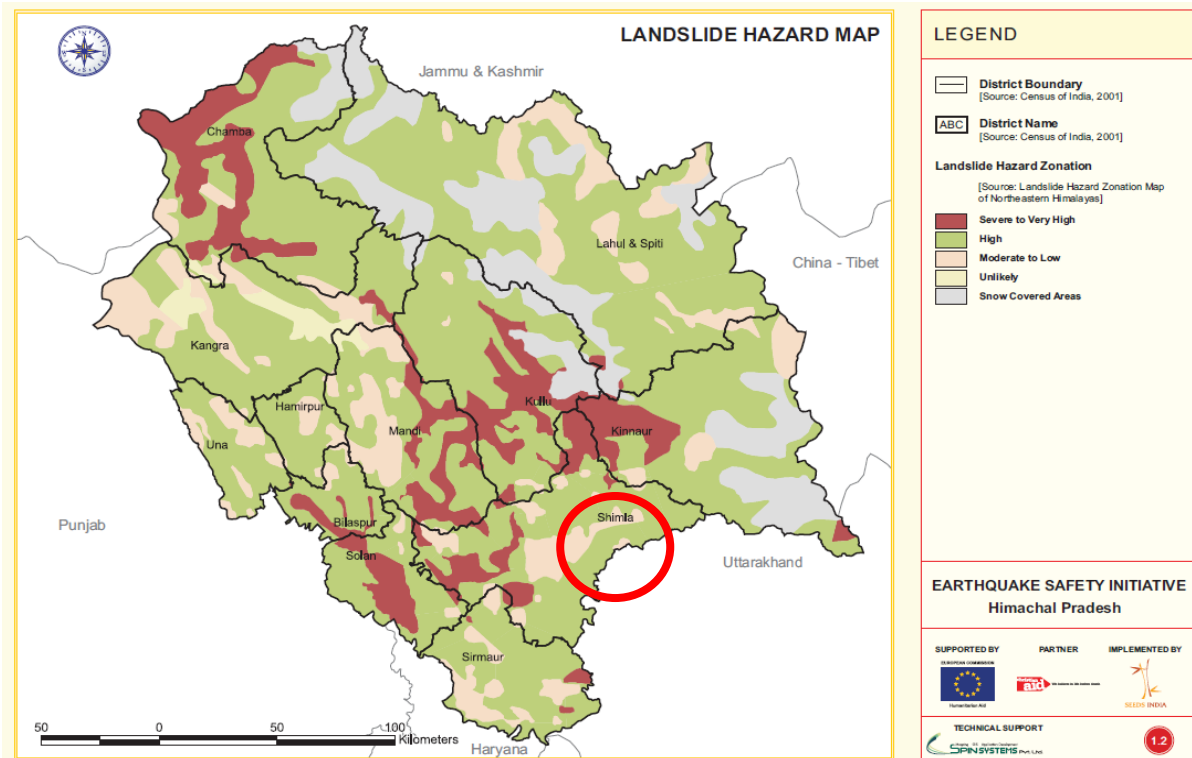 LANDSLIDE HAZARD MAP
Jammu & Kashmir
Chamba
Lahul & Spiti
China - Tibet
Kangra
Hamirpur
Kullu
Kinnaur
Mandi
Una
Shimla
Punjab
Bilaspur
Solan
Uttarakhand
Sirmaur
Haryana
50 0 50 100
Kilometers
LEGEND
District Boundary
[Source: Census of India, 2001]
ABC District Name
[Source: Census of India, 2001]
Landslide Hazard Zonation
[Source: Landslide Hazard Zonation Map
of Northeastern Himalayas]
Severe to Very High
High
Moderate to Low
Unlikely
Snow Covered Areas
EARTHQUAKE SAFETY INITIATIVE
Himachal Pradesh
SUPPORTED BY PARTNER IMPLEMENTED BY
EUROPEAN COMMISSION
Humanitarian Aid
aid
SEEDS INDIA
TECHNICAL SUPPORT
SPINSYSTEMS Pvt. Ltd.
1.2